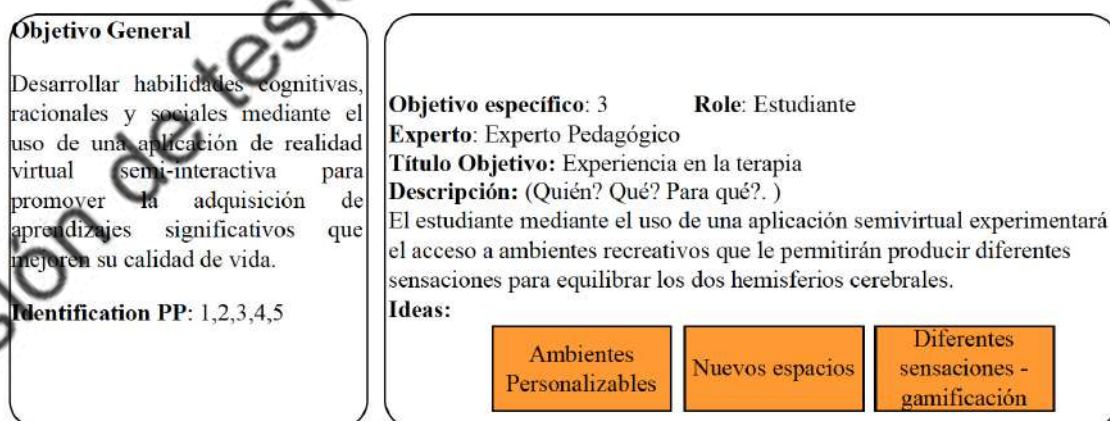 Objetivo General
Desarrollar habilidades cognitivas,
racionales y sociales mediante el
uso de una aplicación de realidad
virtual semi-interactiva para
promover la adquisición de
aprendizajes significativos que
mejoren su calidad de vida.
Identification PP: 1,2,3,4,5
Objetivo específico: 3 Role: Estudiante
Experto: Experto Pedagógico
Título Objetivo: Experiencia en la terapia
Descripción: (Quién? Qué? Para qué?. )
El estudiante mediante el uso de una aplicación semivirtual experimentará
el acceso a ambientes recreativos que le permitirán producir diferentes
sensaciones para equilibrar los dos hemisferios cerebrales.
Ideas:
Ambientes
Personalizables
Nuevos espacios
Diferentes
sensaciones -
gamificación
de